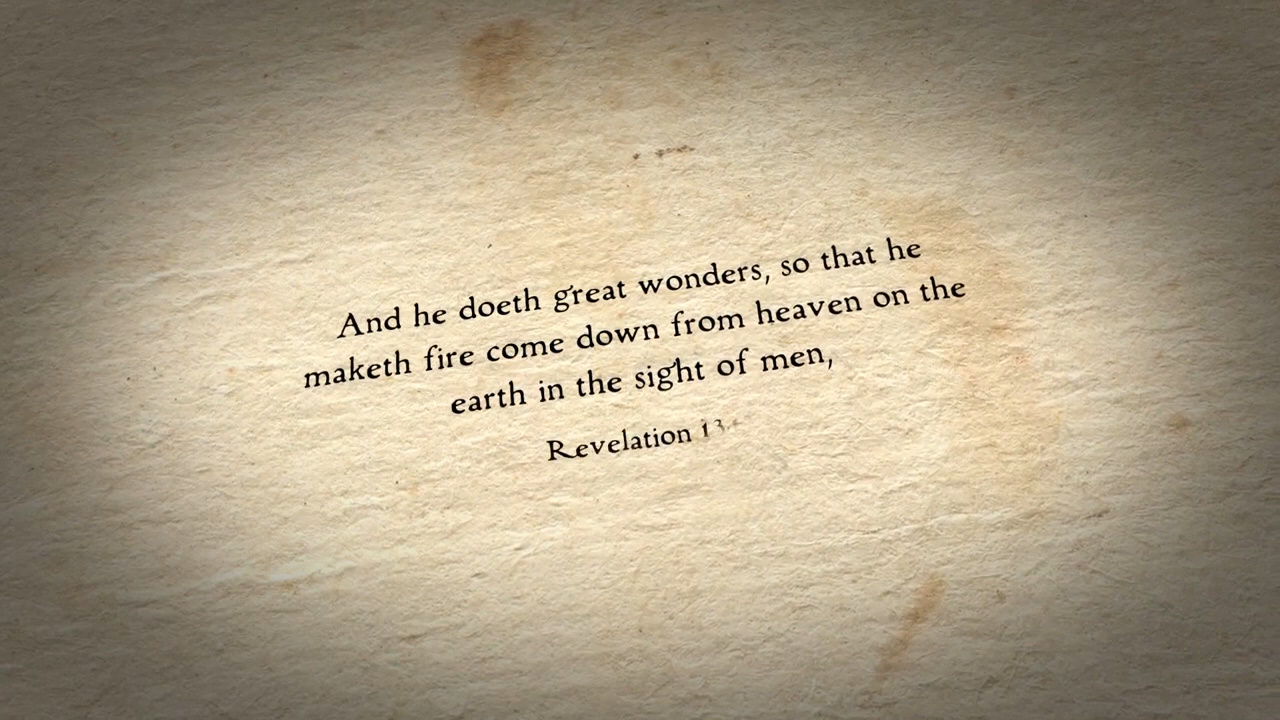 And he doeth great wonders, so that he
maketh fire come down from heaven on the
earth in the sight of men,
Revelation 13